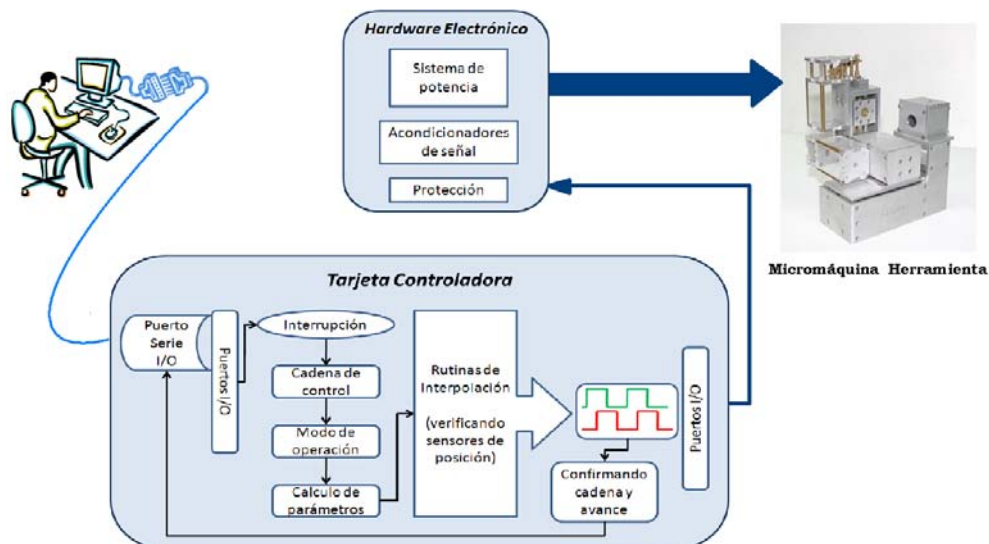 Hardware Electrónico
Sistema de
potencia
Acondicionadores
de señal
Protección
Micromáquina Herramienta
Tarjeta Controladora
Puerto
Serie
I/O
Puertos I/O
Interrupción
Cadena de
control
Modo de
operación
Calculo de
parámetros
Rutinas de
Interpolación
(verificando
sensores de
posición)
Confirmando
cadena y
avance
Puertos I/O